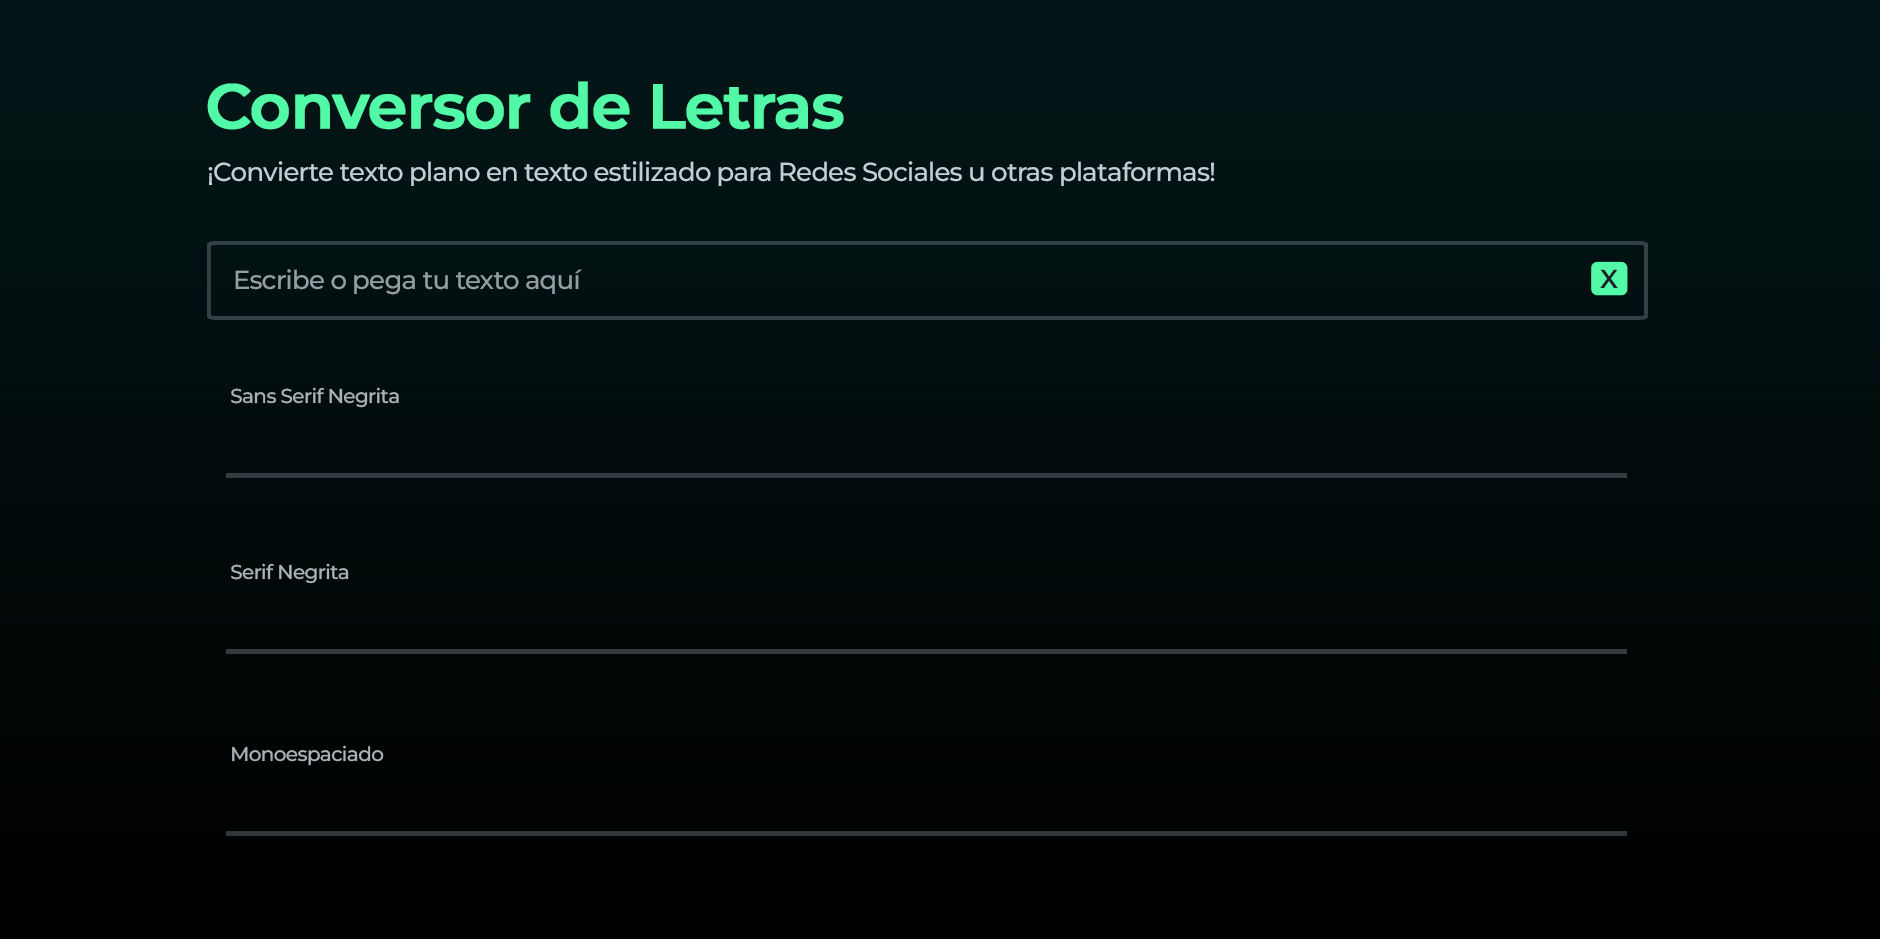 Conversor de Letras
¡Convierte texto plano en texto estilizado para Redes Sociales u otras plataformas!
Escribe o pega tu texto aquí
X
Sans Serif Negrita
Serif Negrita
Monoespaciado